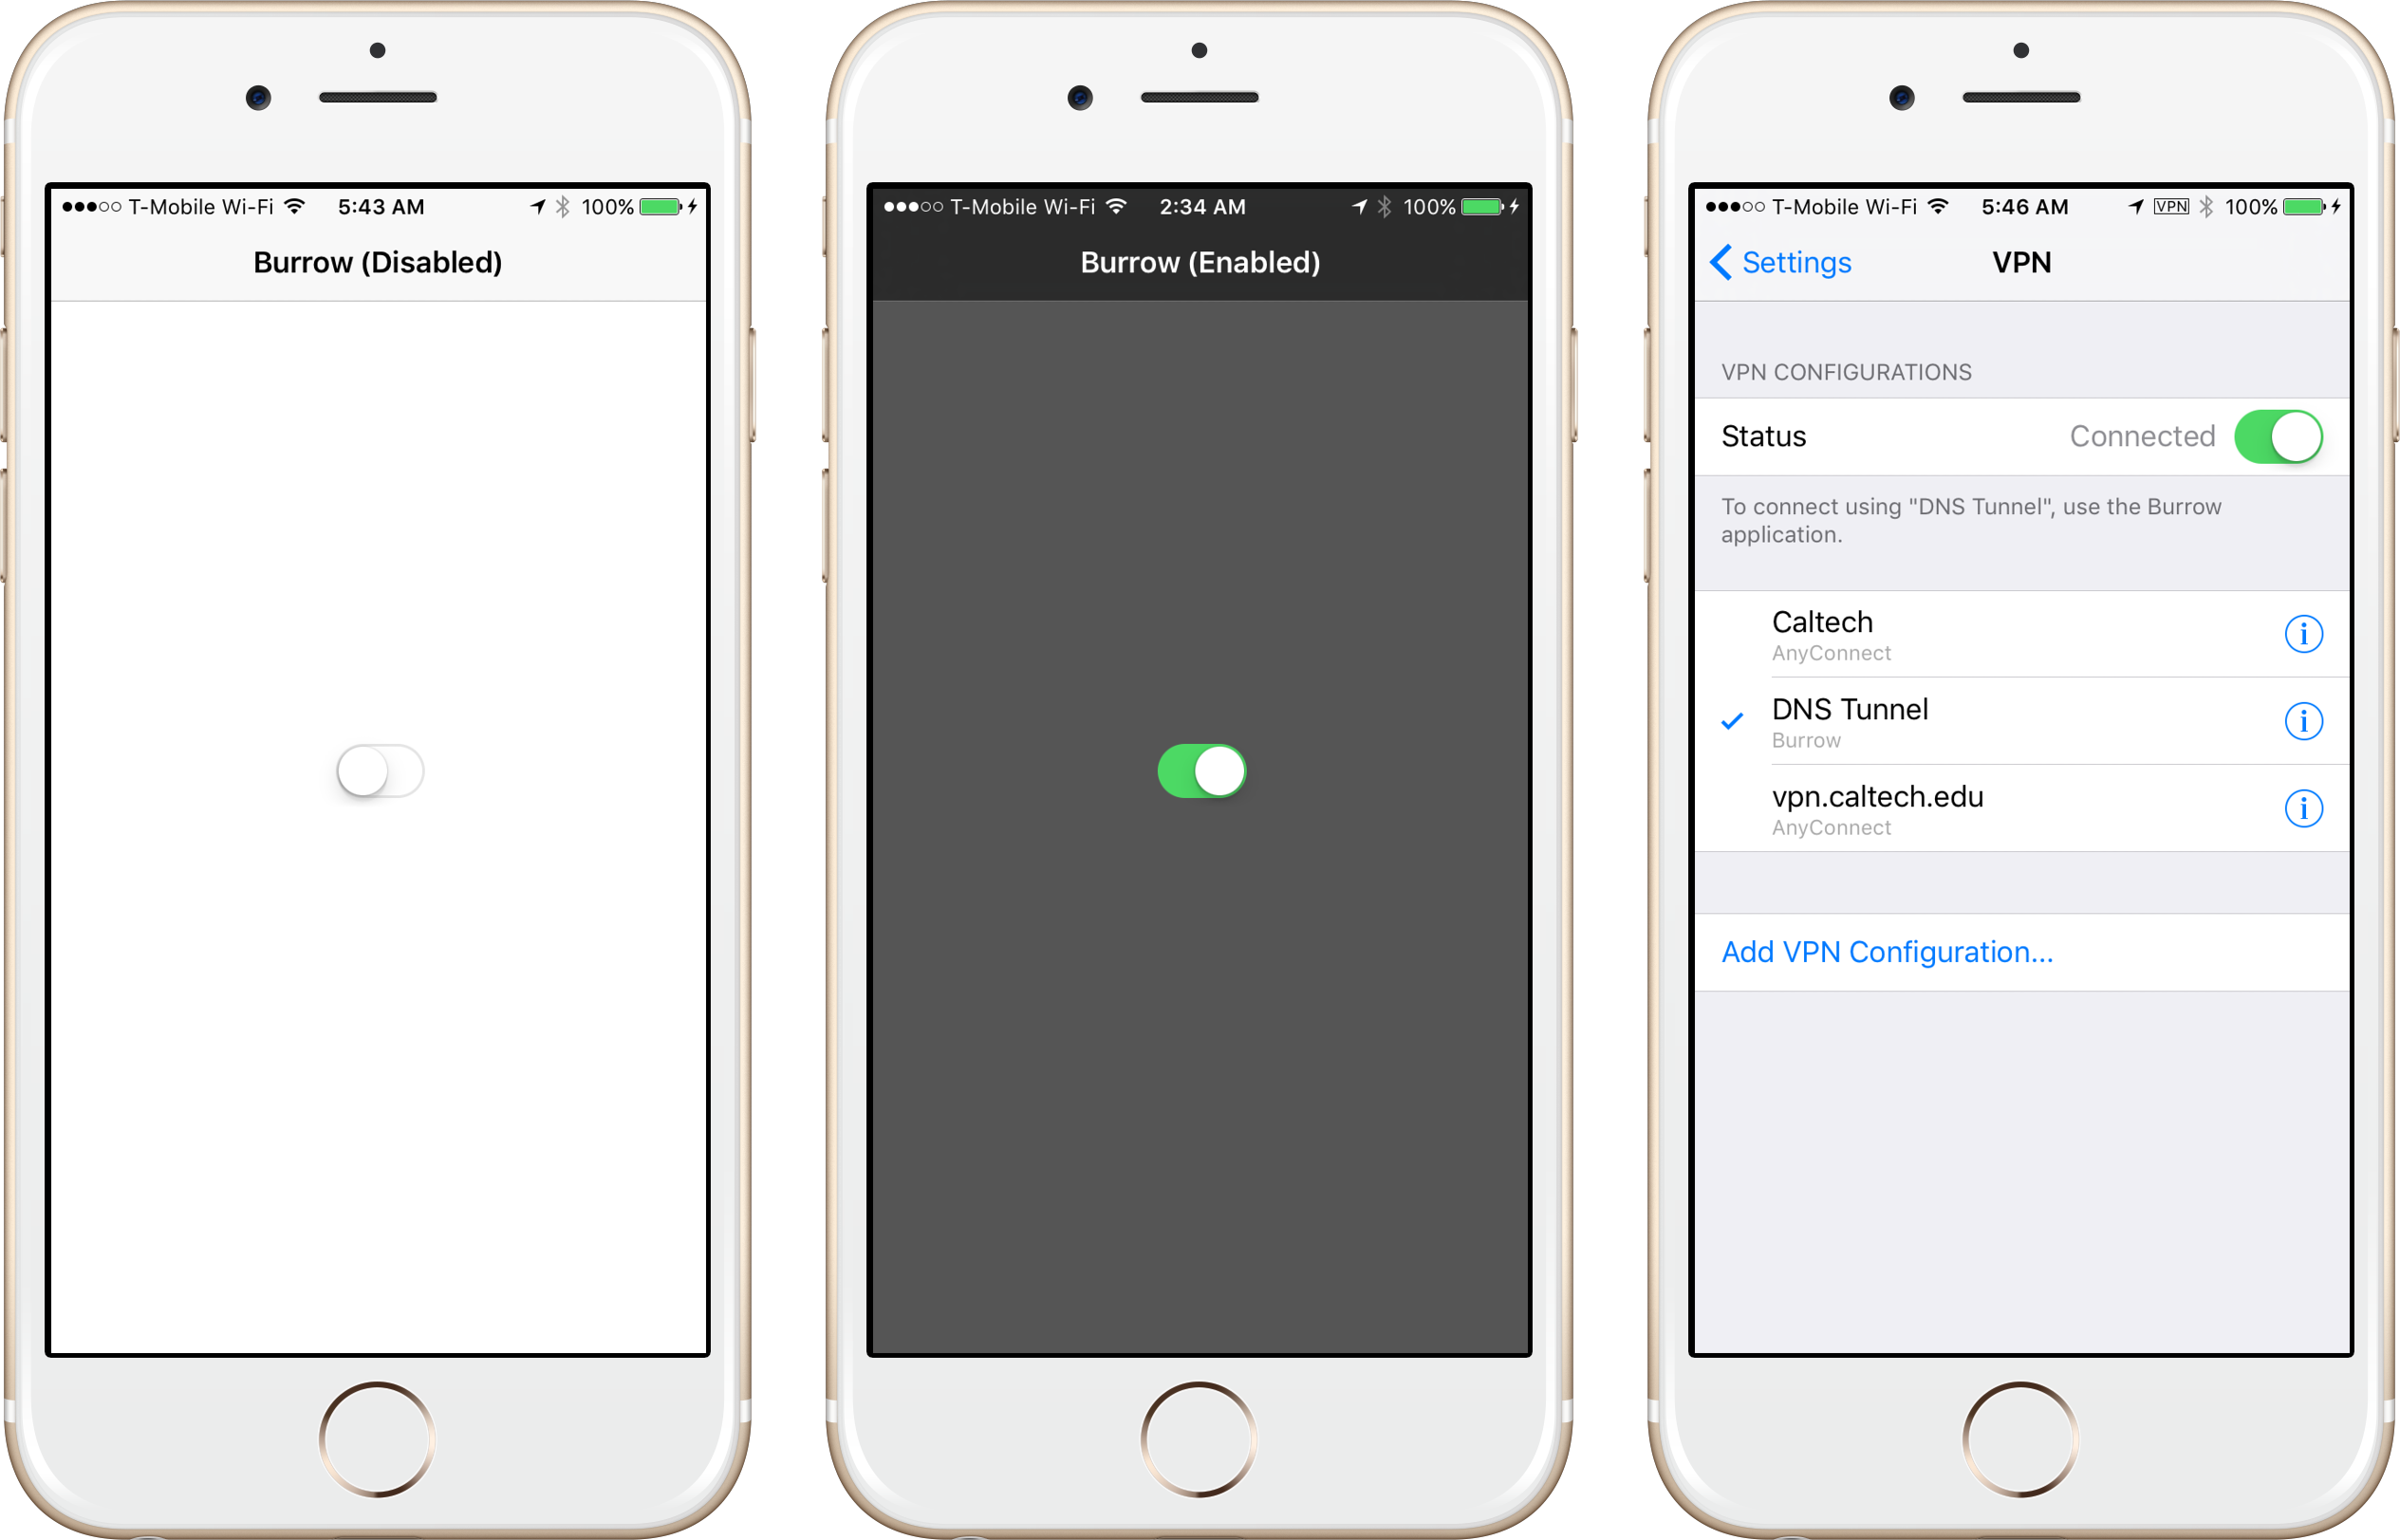 T-Mobile Wi-Fi 5:43 AM 100%
Burrow (Disabled)
T-Mobile Wi-Fi 2:34 AM 100%
Burrow (Enabled)
T-Mobile Wi-Fi 5:46 AM VPN 100%
Settings VPN
VPN CONFIGURATIONS
Status Connected
To connect using "DNS Tunnel", use the Burrow
application.
Caltech
AnyConnect
DNS Tunnel
Burrow
vpn.caltech.edu
AnyConnect
Add VPN Configuration...